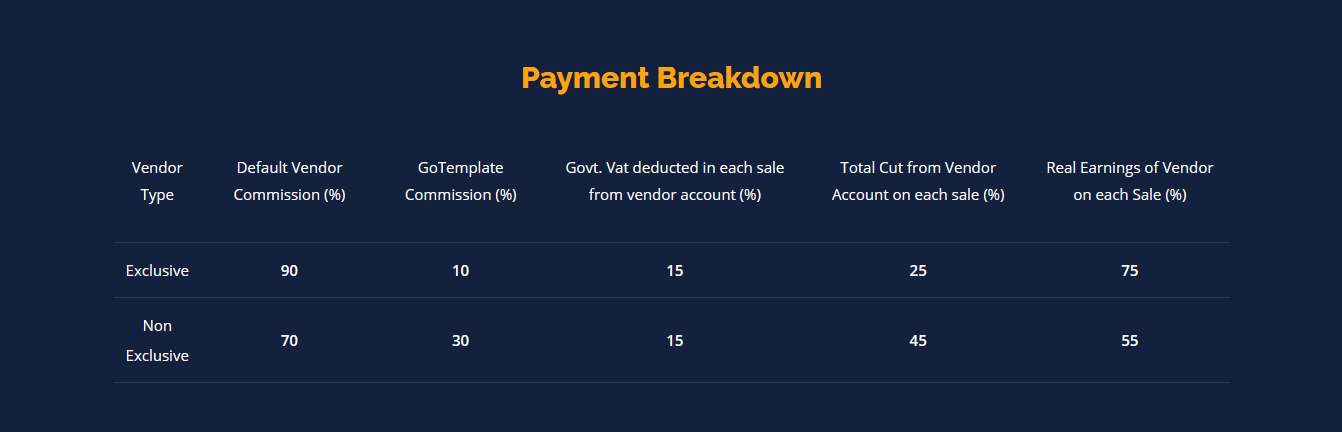 Payment Breakdown
Vendor Type
Default Vendor Commission (%)
GoTemplate Commission (%)
Govt. Vat deducted in each sale from vendor account (%)
Total Cut from Vendor Account on each sale (%)
Real Earnings of Vendor on each Sale (%)
Exclusive 90 10 15 25 75
Non Exclusive 70 30 15 45 55